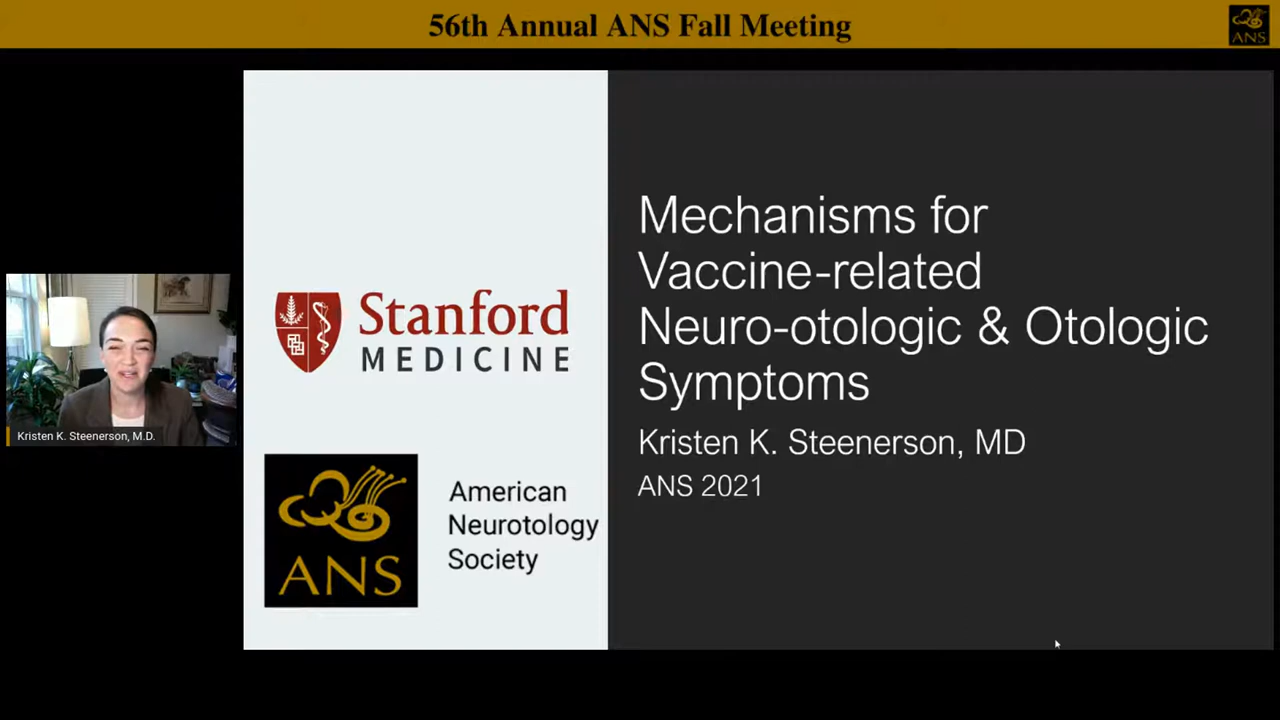 56th Annual ANS Fall Meeting
ANS
Stanford
MEDICINE
Mechanisms for
Vaccine-related
Neuro-otologic & Otologic
Symptoms
Kristen K. Steenerson, MD
ANS 2021
Kristen K. Steenerson, M.D.
ANS
American
Neurotology
Society